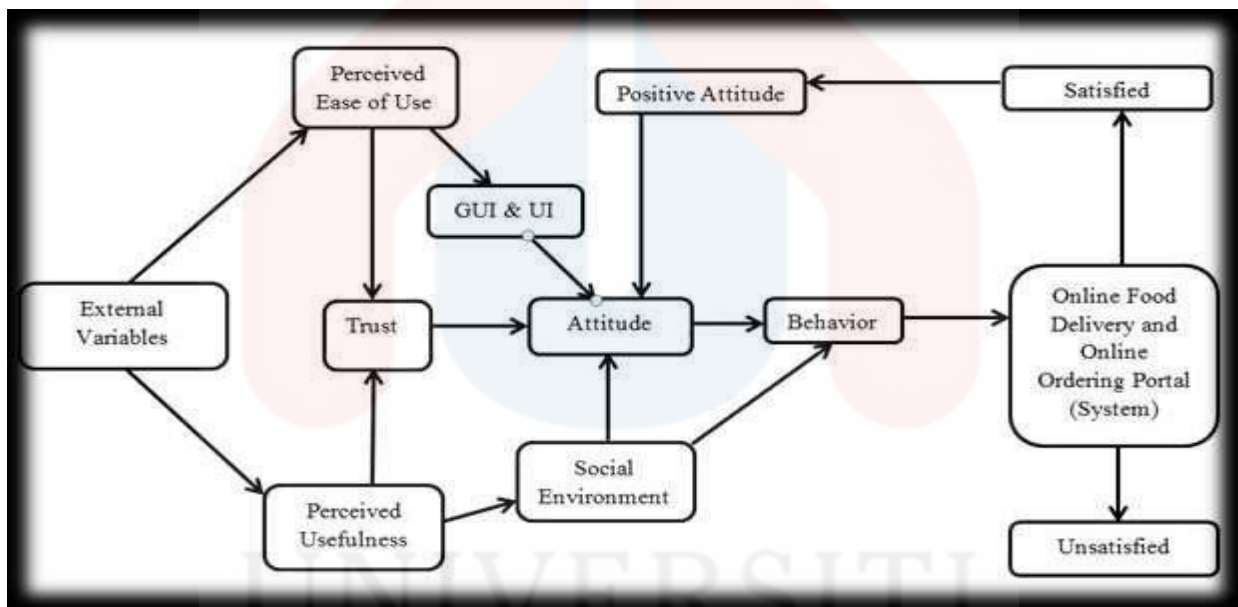 Perceived
Ease of Use
Positive Attitude
Satisfied
GUI & UI
External
Variables
Trust
Attitude
Behavior
Online Food
Delivery and
Online
Ordering Portal
(System)
Social
Environment
Perceived
Usefulness
Unsatisfied
UNIVERSITI